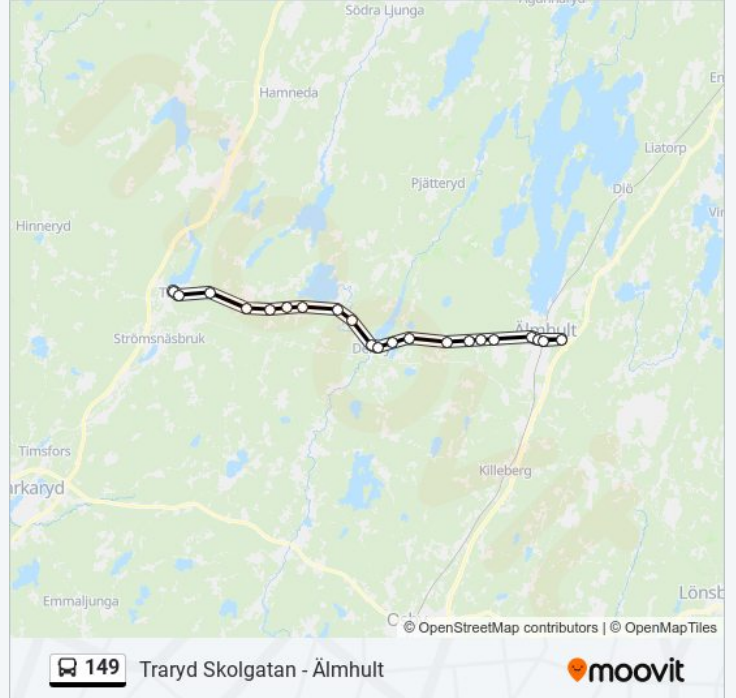 Södra Ljunga
Hamneda
Liatorp
Pjätteryd
Diö
Hinneryd
Strömsnäsbruk
Älmhult
Timsfors
Killeberg
arkaryd
Emmaljunga
Lönsb
© OpenStreetMap contributors | © OpenMapTiles
149 Traryd Skolgatan - Älmhult
moovit